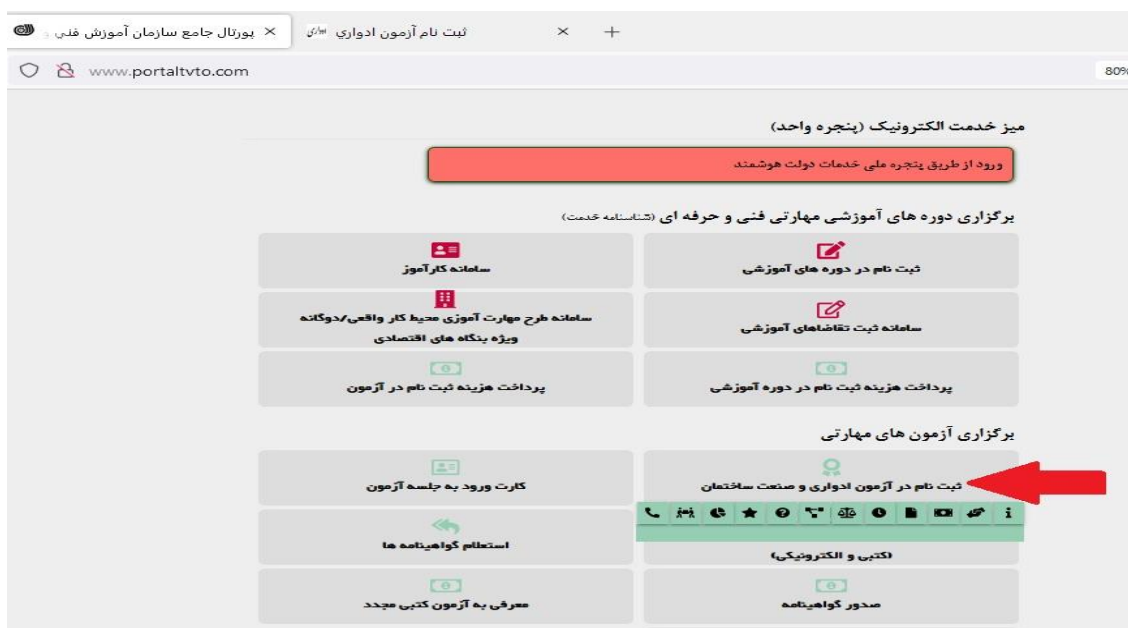 پورتال جامع سازمان آموزش فنی و
ثبت نام آزمون ادواری
www.portaltvto.com
80%
میز خدمت الکترونیک (پنجره واحد)
ورود از طریق پنجره ملی خدمات دولت هوشمند
برگزاری دوره های آموزشی مهارتی فنی و حرفه ای (شناسنامه خدمت)
ثبت نام در دوره های آموزشی
سامانه کارآموز
سامانه ثبت تقاضاهای آموزشی
سامانه طرح مهارت آموزی محیط کار واقعی/دوگانه
ویژه بنگاه های اقتصادی
پرداخت هزینه ثبت نام در دوره آموزشی
پرداخت هزینه ثبت نام در آزمون
برگزاری آزمون های مهارتی
ثبت نام در آزمون ادواری و صنعت ساختمان
کارت ورود به جلسه آزمون
استعلام گواهینامه ها
(کتبی و الکترونیکی)
صدور گواهینامه
معرفی به آزمون کتبی مجدد